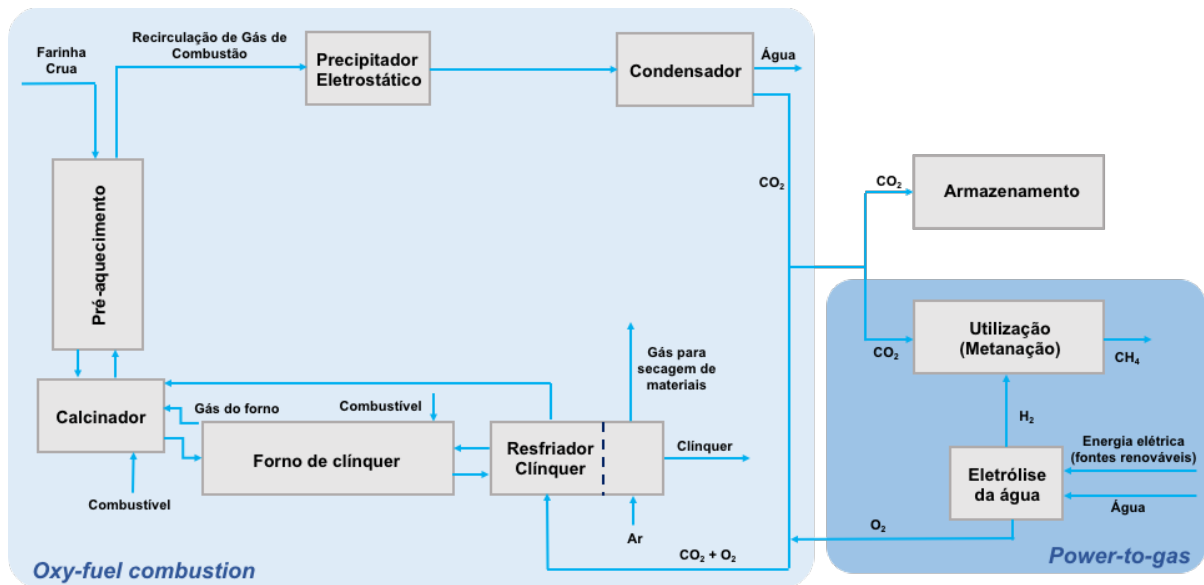 Farinha
Crua
Recirculação de Gás de
Combustão
Precipitador
Eletrostático
Condensador
Água
CO₂
CO₂
Armazenamento
Pré-aquecimento
Utilização
(Metanação)
CO₂
CH₄
Gás para
secagem de
materiais
Calcinador
Gás do forno
Combustível
Forno de clínquer
Resfriador
Clínquer
Clínquer
H₂
Energia elétrica
(fontes renováveis)
Eletrólise
da água
Água
Combustível
Ar
O₂
CO₂ + O₂
Oxy-fuel combustion
Power-to-gas